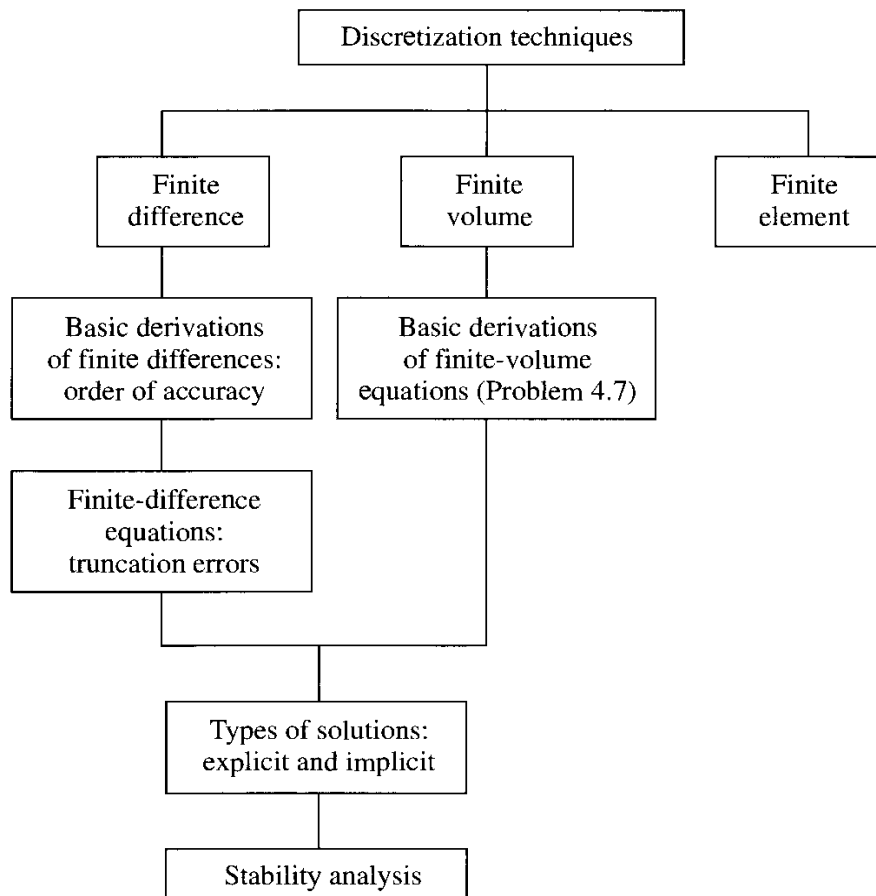 Discretization techniques
Finite
difference
Finite
volume
Finite
element
Basic derivations
of finite differences:
order of accuracy
Basic derivations
of finite-volume
equations (Problem 4.7)
Finite-difference
equations:
truncation errors
Types of solutions:
explicit and implicit
Stability analysis